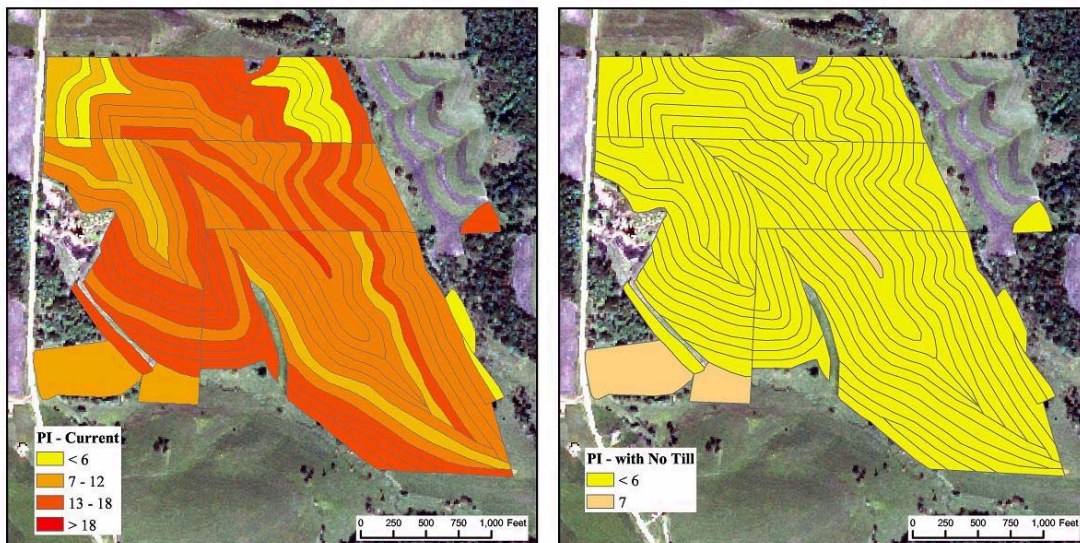 PI - Current
< 6
7 - 12
13 - 18
> 18
0 250 500 750 1,000 Feet
PI - with No Till
< 6
7
0 250 500 750 1,000 Feet